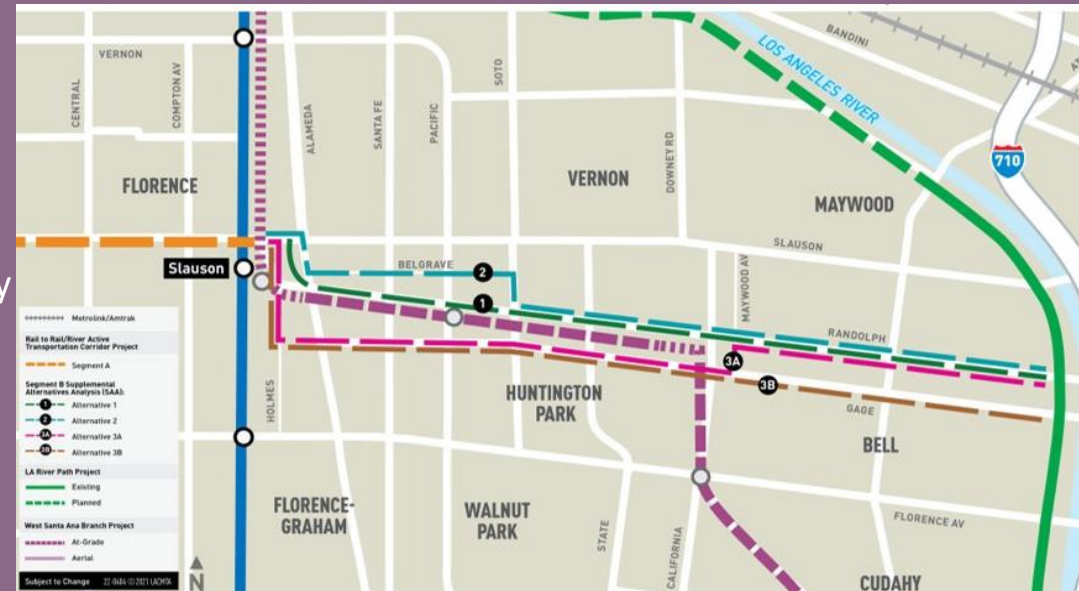 y
VERNON
CENTRAL
COMPTON AV
ALAMEDA
SANTA FE
PACIFIC
SOTO
DOWNEY RD
BANDINI
LOS ANGELES RIVER
710
FLORENCE
VERNON
MAYWOOD
SLAUSON
Slauson
BELGRAVE
2
1
MAYWOOD AV
RANDOLPH
3A
3B
GAGE
HOLMES
HUNTINGTON
PARK
BELL
FLORENCE-
GRAHAM
WALNUT
PARK
STATE
CALIFORNIA
FLORENCE AV
CUDAHY
Metrolink/Amtrak
Rail to Rail/River Active
Transportation Corridor Project
Segment A
Segment B Supplemental
Alternatives Analysis (SAA):
1 Alternative 1
2 Alternative 2
3A Alternative 3A
3B Alternative 3B
LA River Path Project
Existing
Planned
West Santa Ana Branch Project
At-Grade
Aerial
Subject to Change 22-0484 ©2021 LACMTA
N